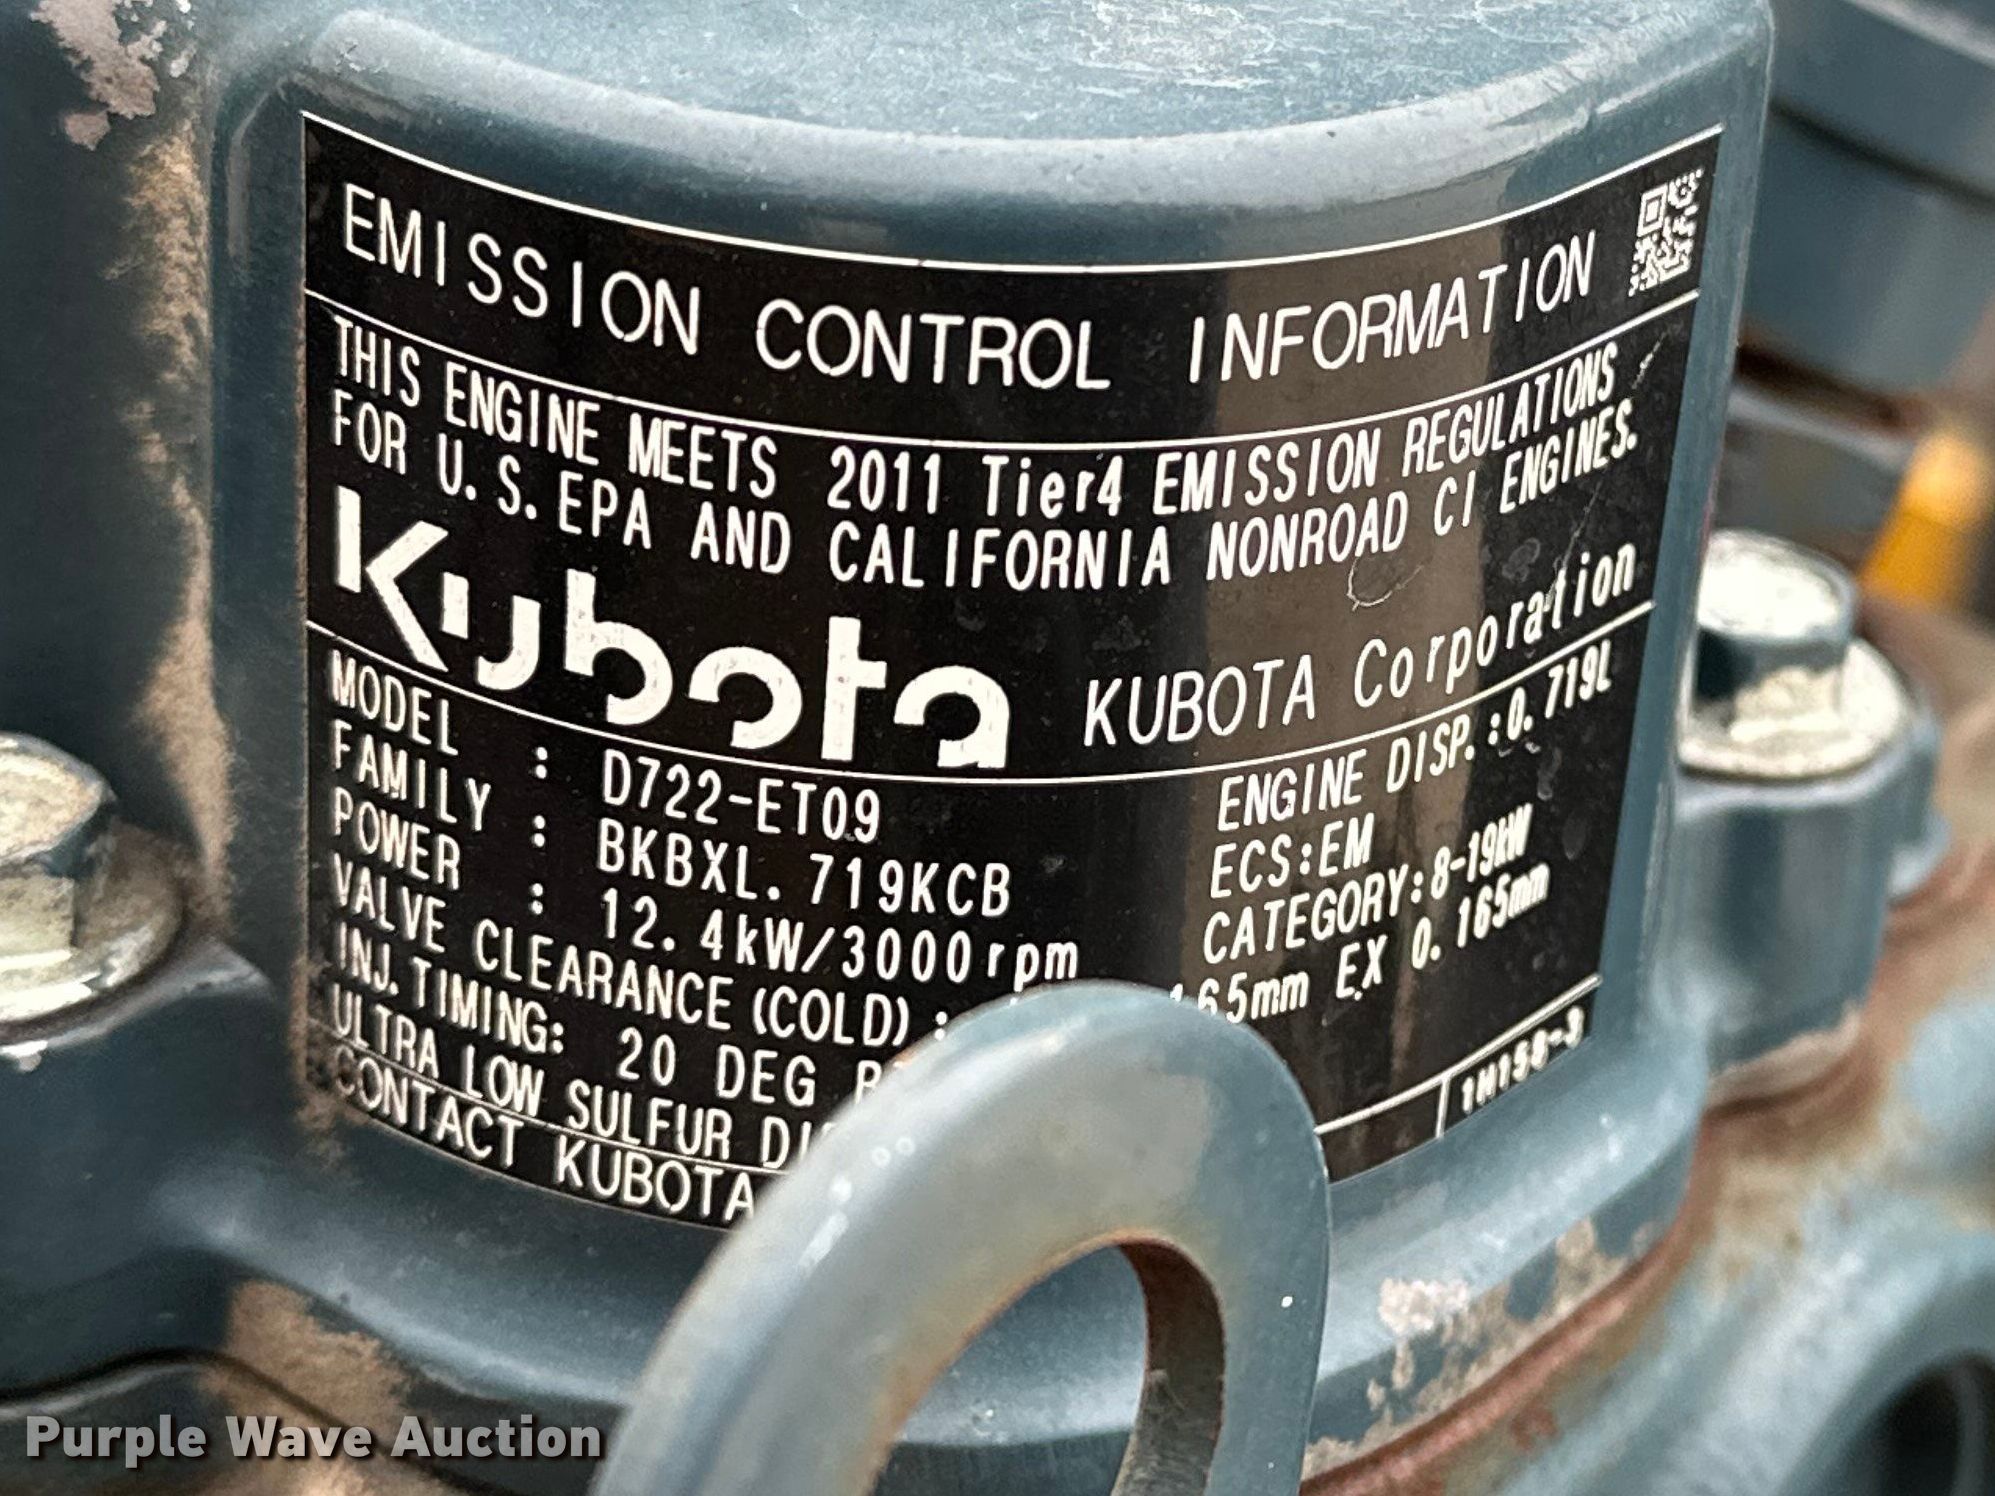 EMISSION CONTROL INFORMATION
THIS ENGINE MEETS 2011 Tier4 EMISSION REGULATIONS
FOR U.S. EPA AND CALIFORNIA NONROAD CI ENGINES.
Kubota KUBOTA Corporation
MODEL : D722-ET09 ENGINE DISP.:0.719L
FAMILY : BKBXL.719KCB ECS:EM
POWER : 12.4kW/3000rpm CATEGORY:8-19kW
VALVE CLEARANCE (COLD) : 65mm EX 0.165mm
INJ.TIMING: 20 DEG
ULTRA LOW SULFUR
CONTACT KUBOTA
1H158-3
Purple Wave Auction